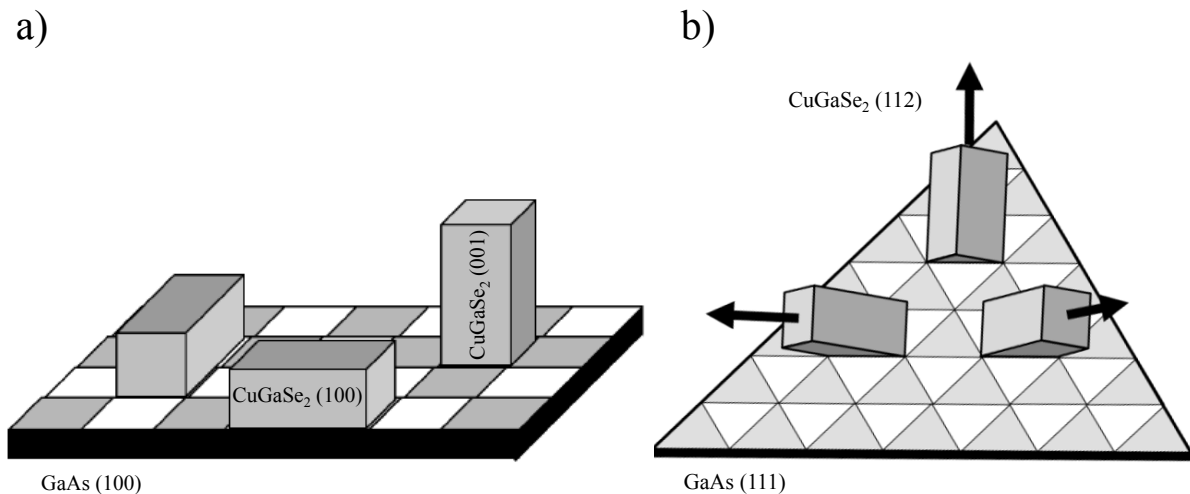 a)
CuGaSe₂ (100)
CuGaSe₂ (001)
GaAs (100)
b)
CuGaSe₂ (112)
GaAs (111)